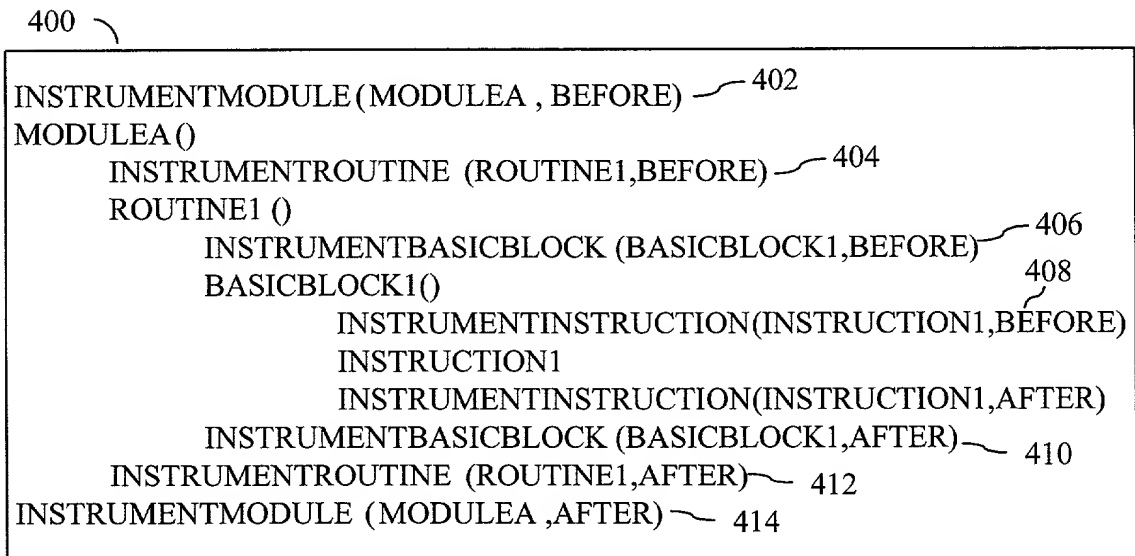 400
INSTRUMENTMODULE (MODULEA , BEFORE) 402
MODULEA ()
INSTRUMENTROUTINE (ROUTINE1,BEFORE) 404
ROUTINE1 ()
INSTRUMENTBASICBLOCK (BASICBLOCK1,BEFORE) 406
BASICBLOCK1()
408
INSTRUMENTINSTRUCTION(INSTRUCTION1,BEFORE)
INSTRUCTION1
INSTRUMENTINSTRUCTION(INSTRUCTION1,AFTER)
INSTRUMENTBASICBLOCK (BASICBLOCK1,AFTER) 410
INSTRUMENTROUTINE (ROUTINE1,AFTER) 412
INSTRUMENTMODULE (MODULEA ,AFTER) 414